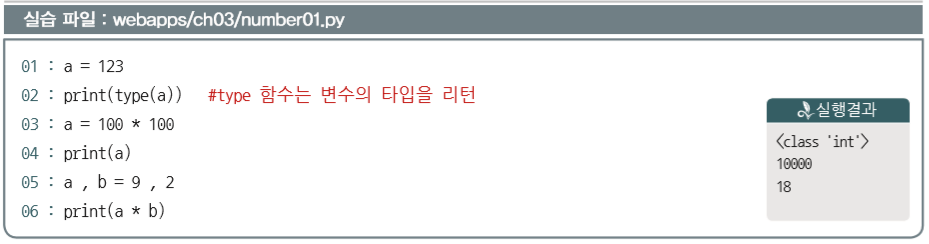 실습 파일 : webapps/ch03/number01.py
01 : a = 123
02 : print(type(a)) #type 함수는 변수의 타입을 리턴
03 : a = 100 * 100
04 : print(a)
05 : a , b = 9 , 2
06 : print(a * b)
실행결과
<class 'int'>
10000
18